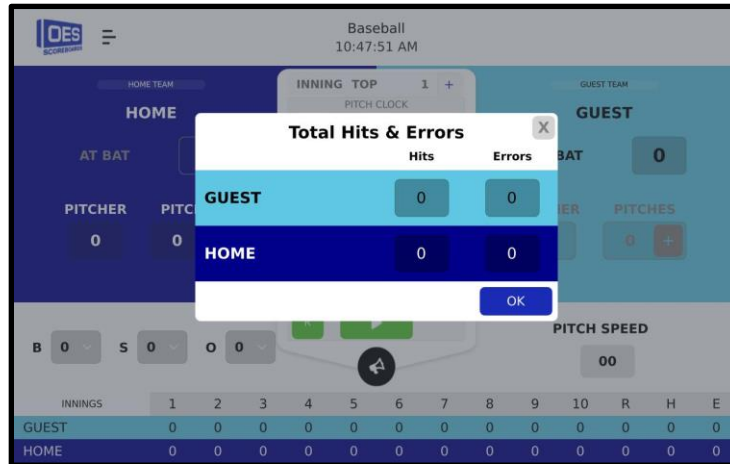 OES
SCOREBOARDS
Baseball
10:47:51 AM
HOME TEAM
HOME
AT BAT
PITCHER
PITC
0
0
INNING TOP 1 +
PITCH CLOCK
GUEST TEAM
GUEST
BAT 0
ER PITCHES
0 +
Total Hits & Errors X
Hits Errors
GUEST 0 0
HOME 0 0
OK
B 0 S 0 O 0
PITCH SPEED
00
INNINGS 1 2 3 4 5 6 7 8 9 10 R H E
GUEST 0 0 0 0 0 0 0 0 0 0 0 0 0
HOME 0 0 0 0 0 0 0 0 0 0 0 0 0